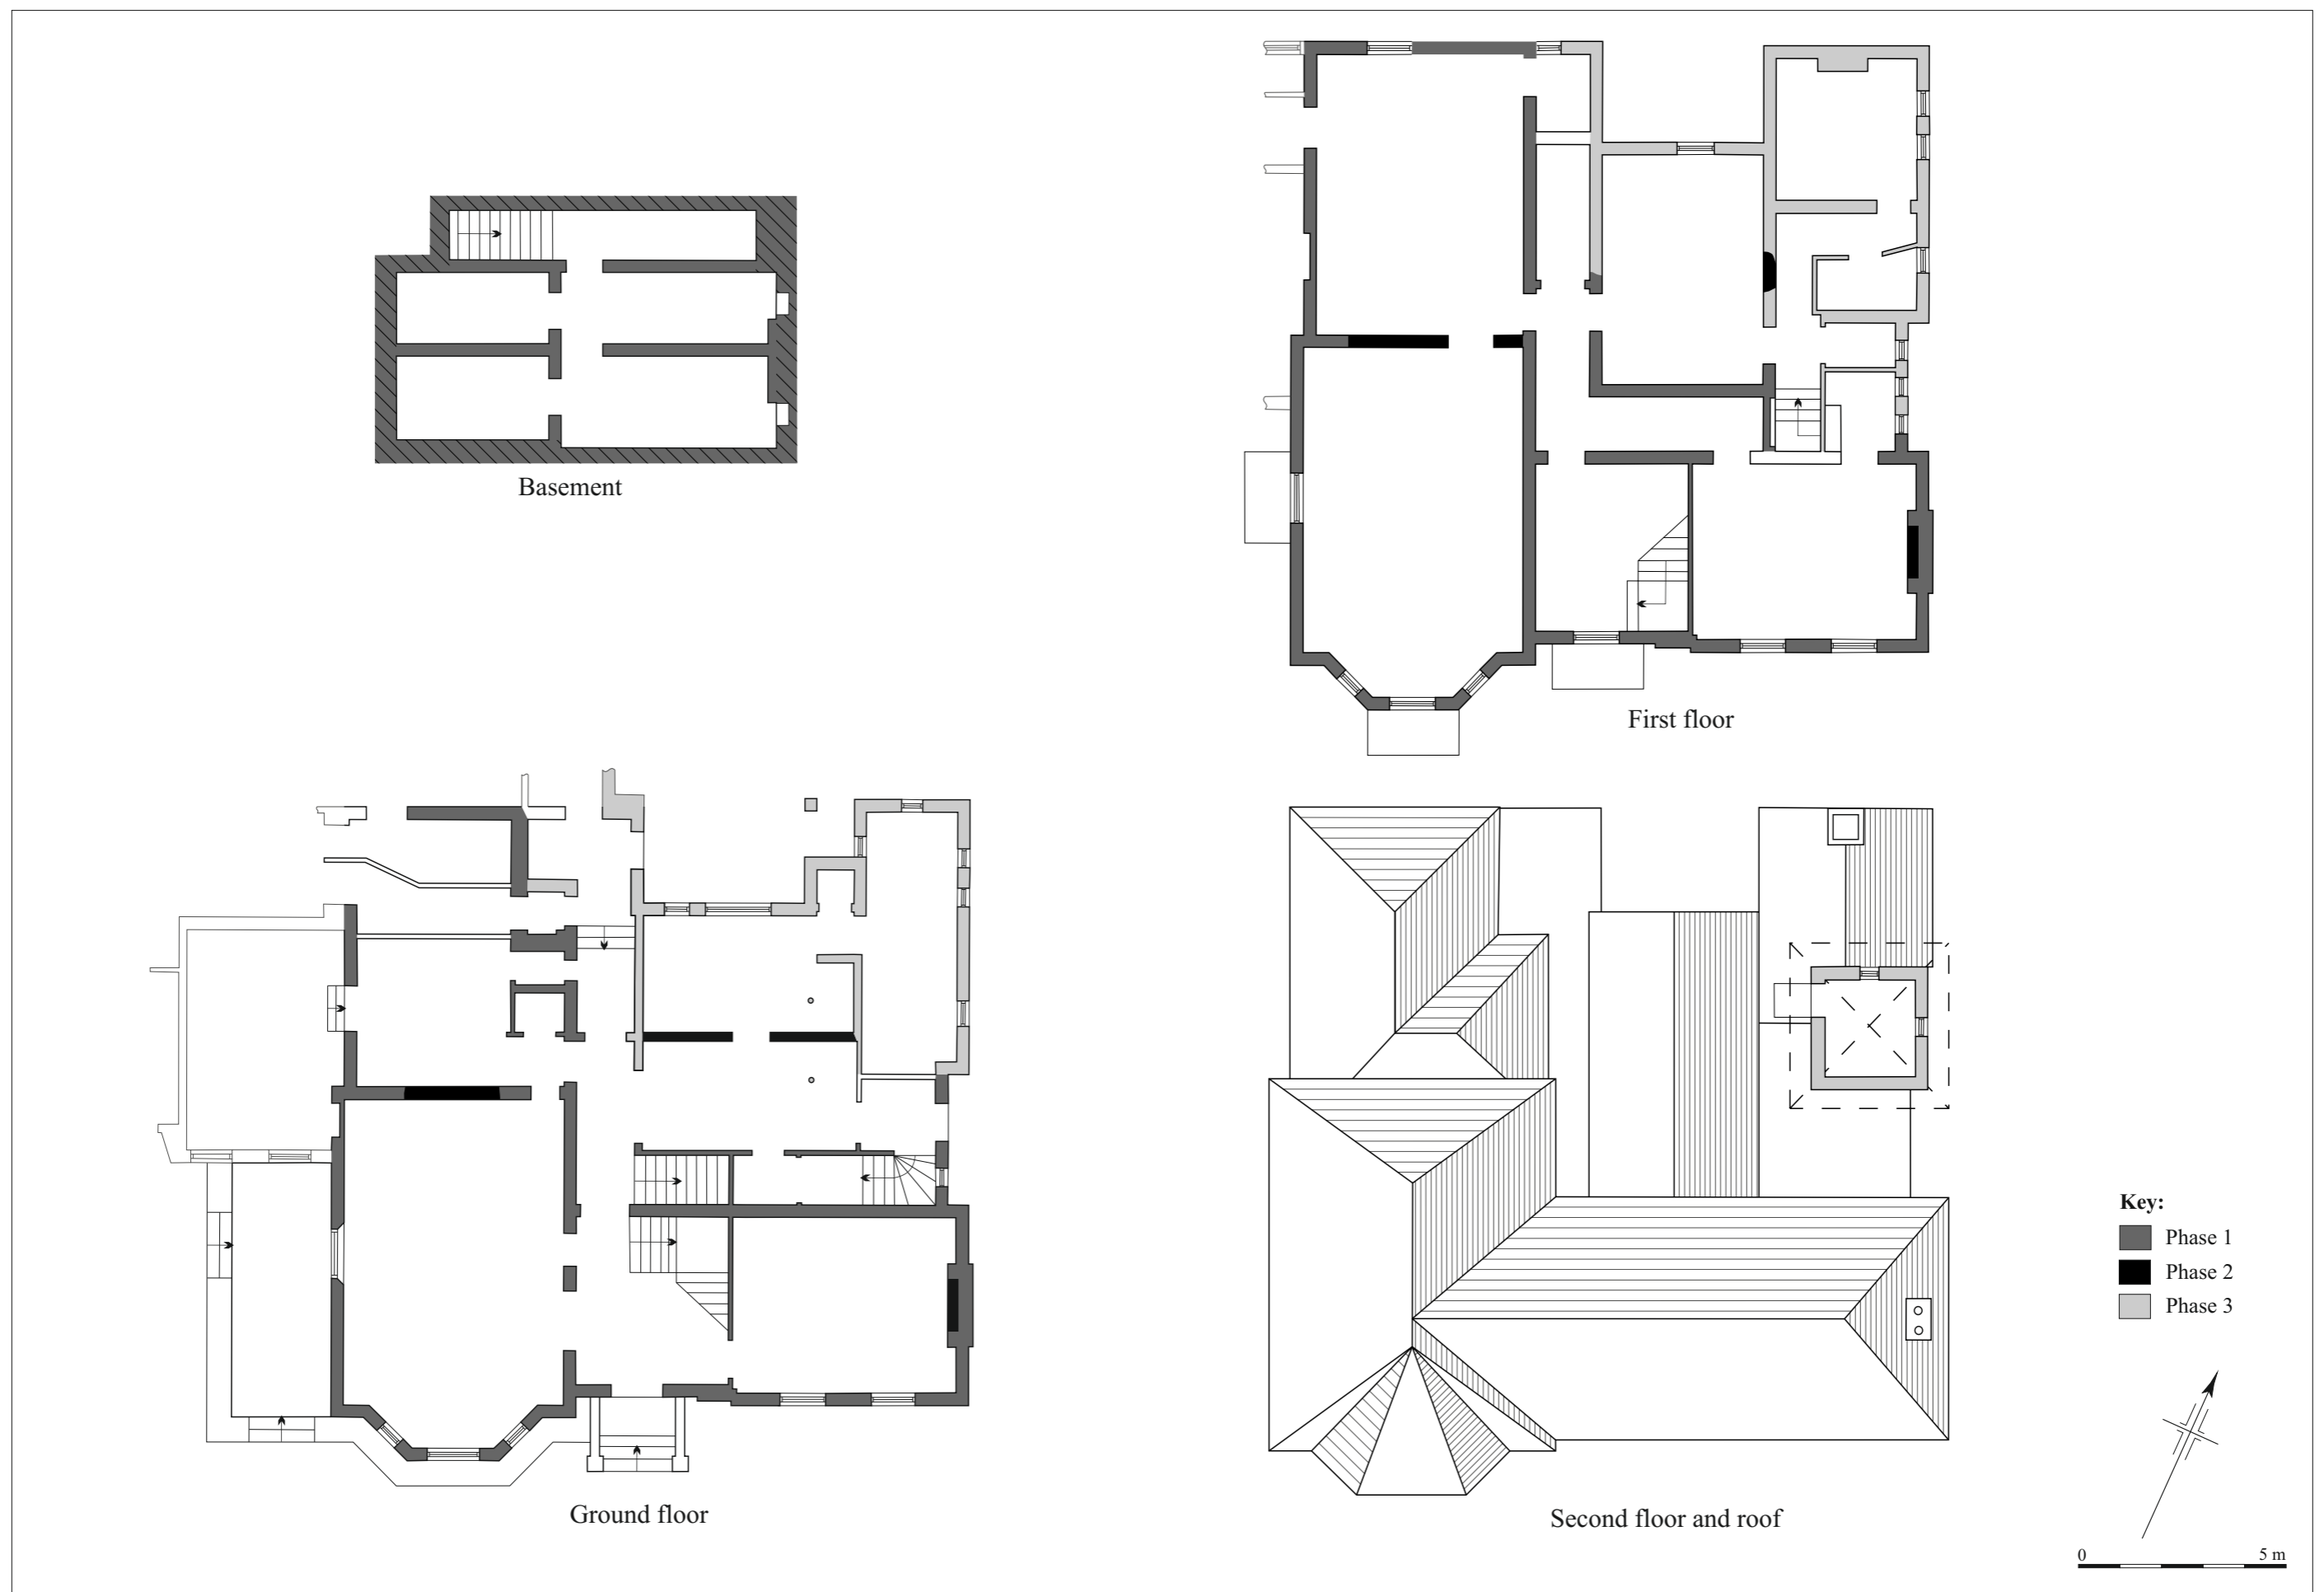 Basement
First floor
Ground floor
Second floor and roof
Key:
Phase 1
Phase 2
Phase 3
0 5 m